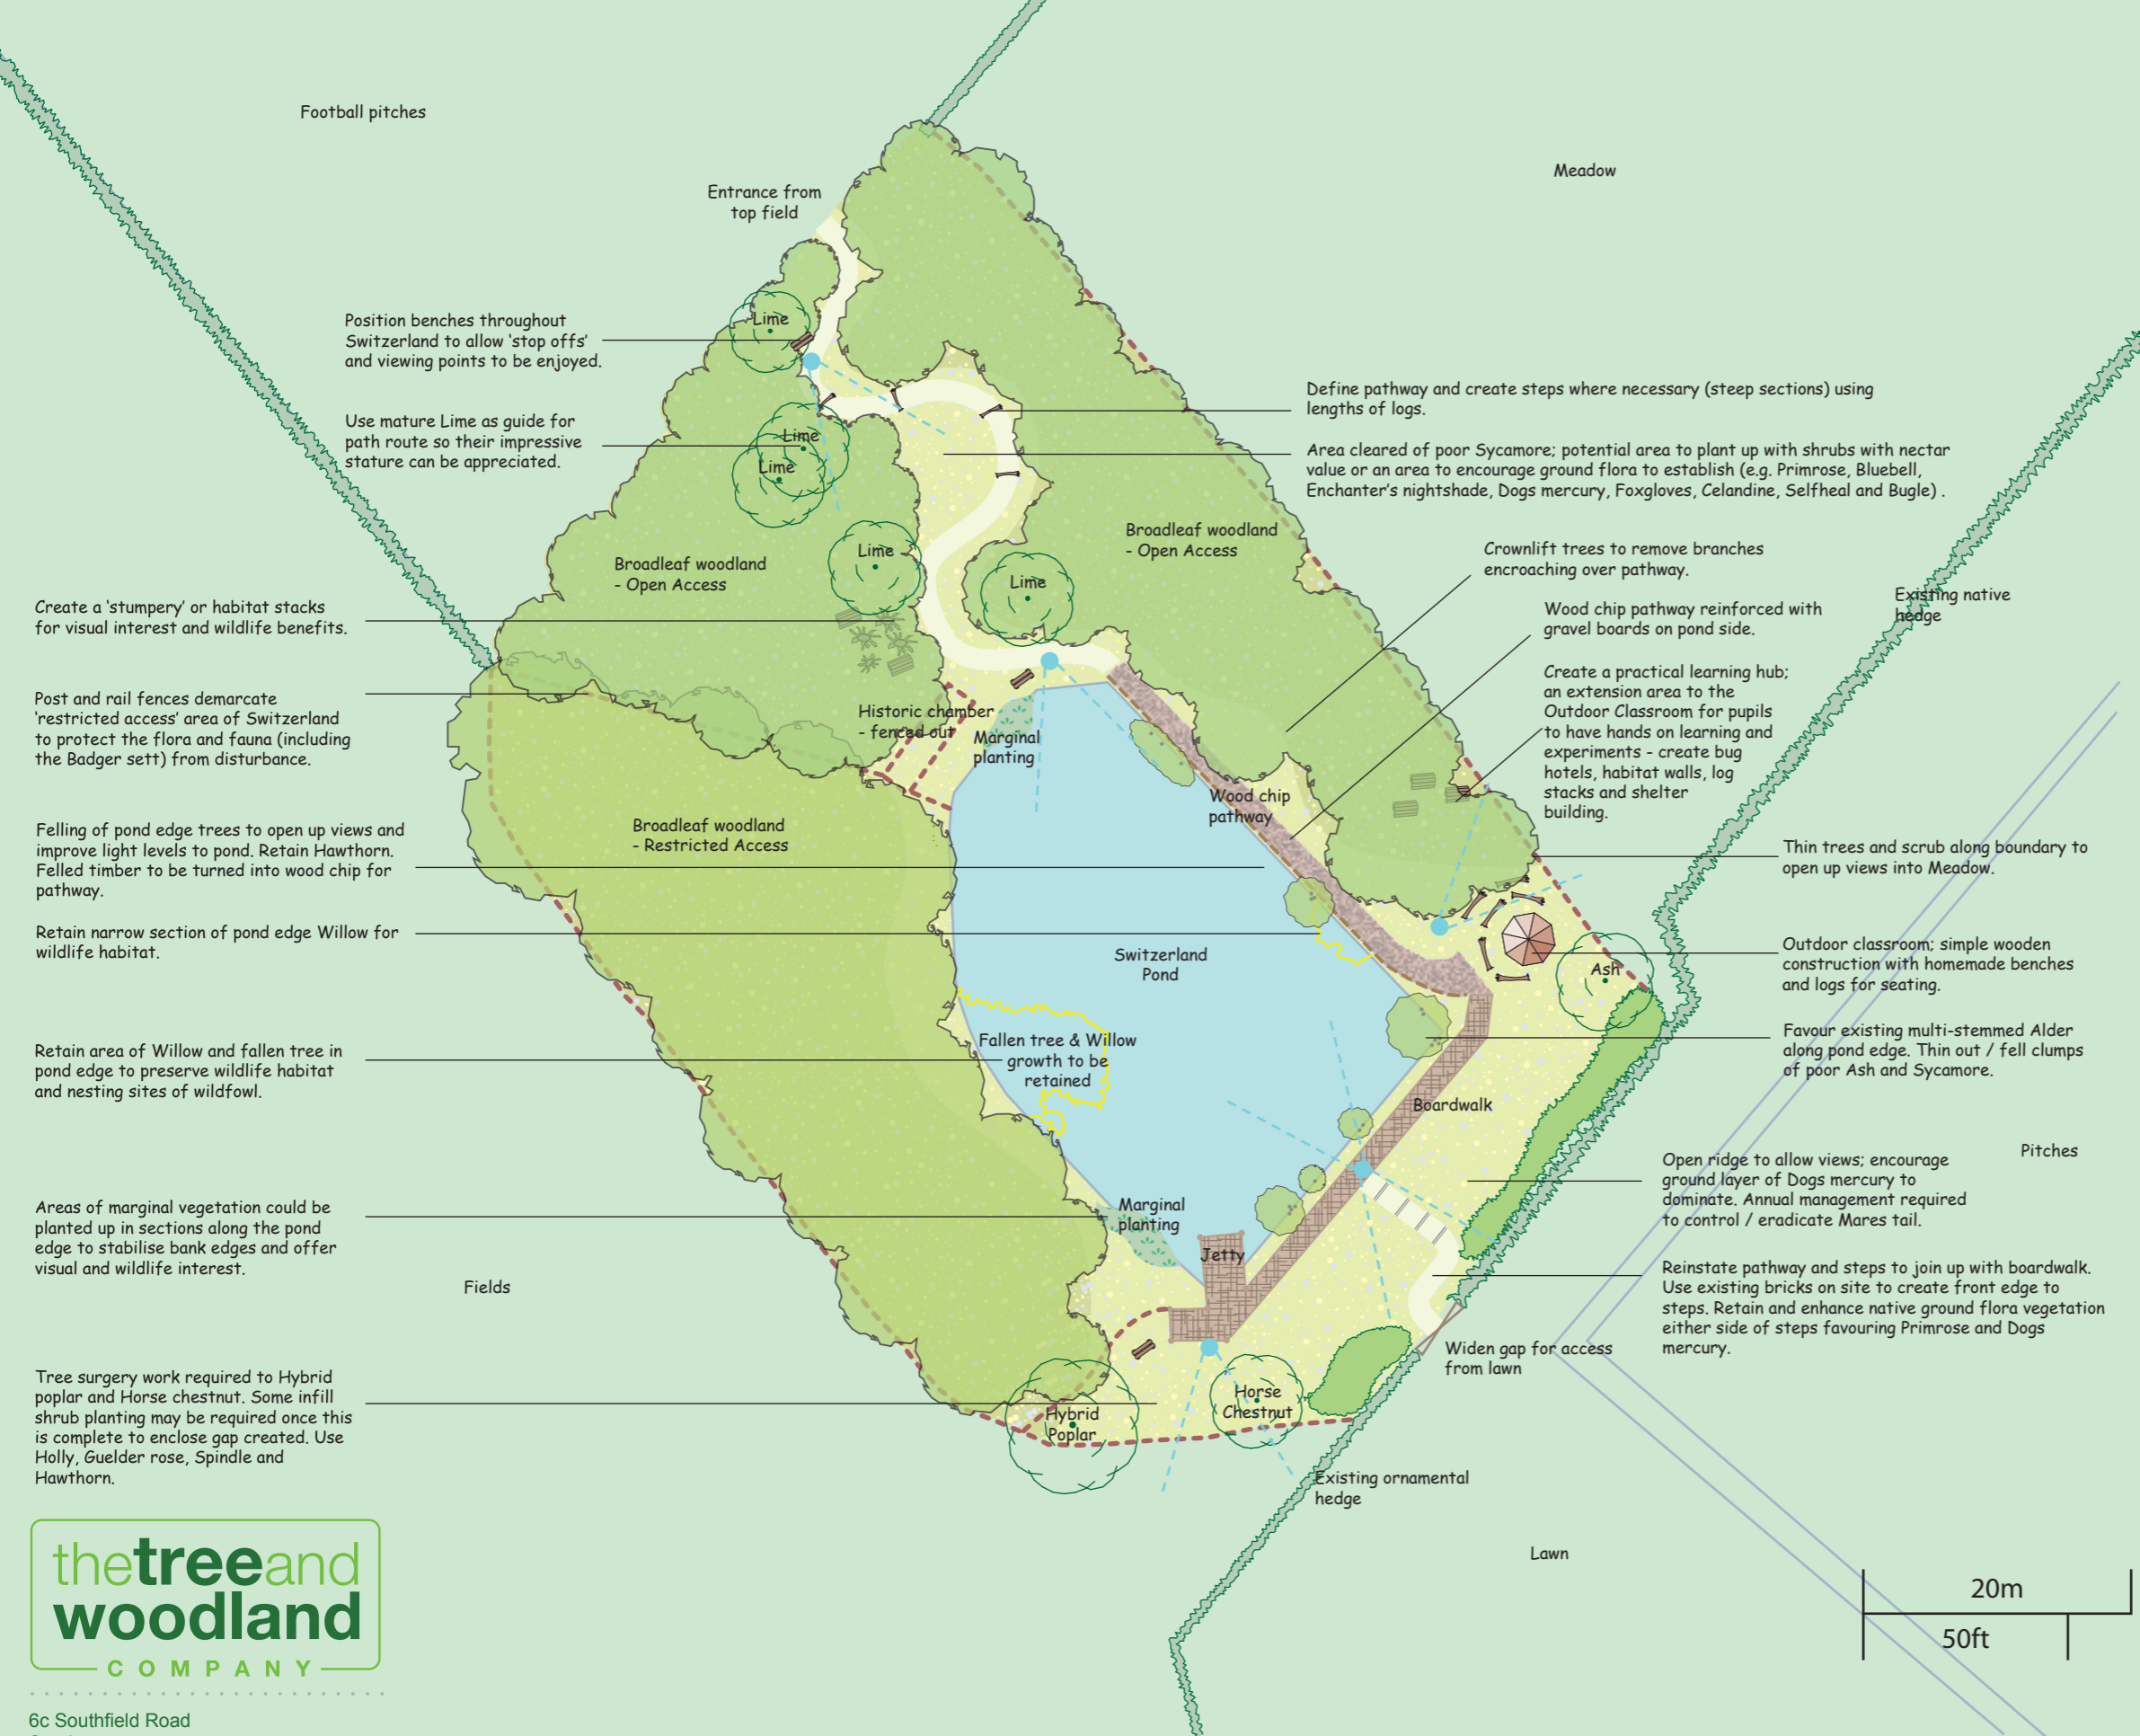 Football pitches
Meadow
Entrance from
top field
Lime
Position benches throughout
Switzerland to allow ‘stop offs’
and viewing points to be enjoyed.
Define pathway and create steps where necessary (steep sections) using
lengths of logs.
Use mature Lime as guide for
path route so their impressive
stature can be appreciated.
Lime
Lime
Area cleared of poor Sycamore; potential area to plant up with shrubs with nectar
value or an area to encourage ground flora to establish (e.g. Primrose, Bluebell,
Enchanter’s nightshade, Dogs mercury, Foxgloves, Celandine, Selfheal and Bugle) .
Broadleaf woodland
- Open Access
Lime
Broadleaf woodland
- Open Access
Lime
Crownlift trees to remove branches
encroaching over pathway.
Existing native
hedge
Create a ‘stumpery’ or habitat stacks
for visual interest and wildlife benefits.
Wood chip pathway reinforced with
gravel boards on pond side.
Create a practical learning hub;
an extension area to the
Outdoor Classroom for pupils
to have hands on learning and
experiments - create bug
hotels, habitat walls, log
stacks and shelter
building.
Post and rail fences demarcate
‘restricted access’ area of Switzerland
to protect the flora and fauna (including
the Badger sett) from disturbance.
Historic chamber
- fenced out
Marginal
planting
Wood chip
pathway
Felling of pond edge trees to open up views and
improve light levels to pond. Retain Hawthorn.
Felled timber to be turned into wood chip for
pathway.
Broadleaf woodland
- Restricted Access
Thin trees and scrub along boundary to
open up views into Meadow.
Retain narrow section of pond edge Willow for
wildlife habitat.
Switzerland
Pond
Ash
Outdoor classroom; simple wooden
construction with homemade benches
and logs for seating.
Retain area of Willow and fallen tree in
pond edge to preserve wildlife habitat
and nesting sites of wildfowl.
Fallen tree & Willow
growth to be
retained
Favour existing multi-stemmed Alder
along pond edge. Thin out / fell clumps
of poor Ash and Sycamore.
Boardwalk
Pitches
Open ridge to allow views; encourage
ground layer of Dogs mercury to
dominate. Annual management required
to control / eradicate Mares tail.
Areas of marginal vegetation could be
planted up in sections along the pond
edge to stabilise bank edges and offer
visual and wildlife interest.
Marginal
planting
Jetty
Fields
Reinstate pathway and steps to join up with boardwalk.
Use existing bricks on site to create front edge to
steps. Retain and enhance native ground flora vegetation
either side of steps favouring Primrose and Dogs
mercury.
Widen gap for access
from lawn
Tree surgery work required to Hybrid
poplar and Horse chestnut. Some infill
shrub planting may be required once this
is complete to enclose gap created. Use
Holly, Guelder rose, Spindle and
Hawthorn.
Hybrid
Poplar
Horse
Chestnut
Existing ornamental
hedge
Lawn
thetreeand
woodland
COMPANY
20m
50ft
6c Southfield Road